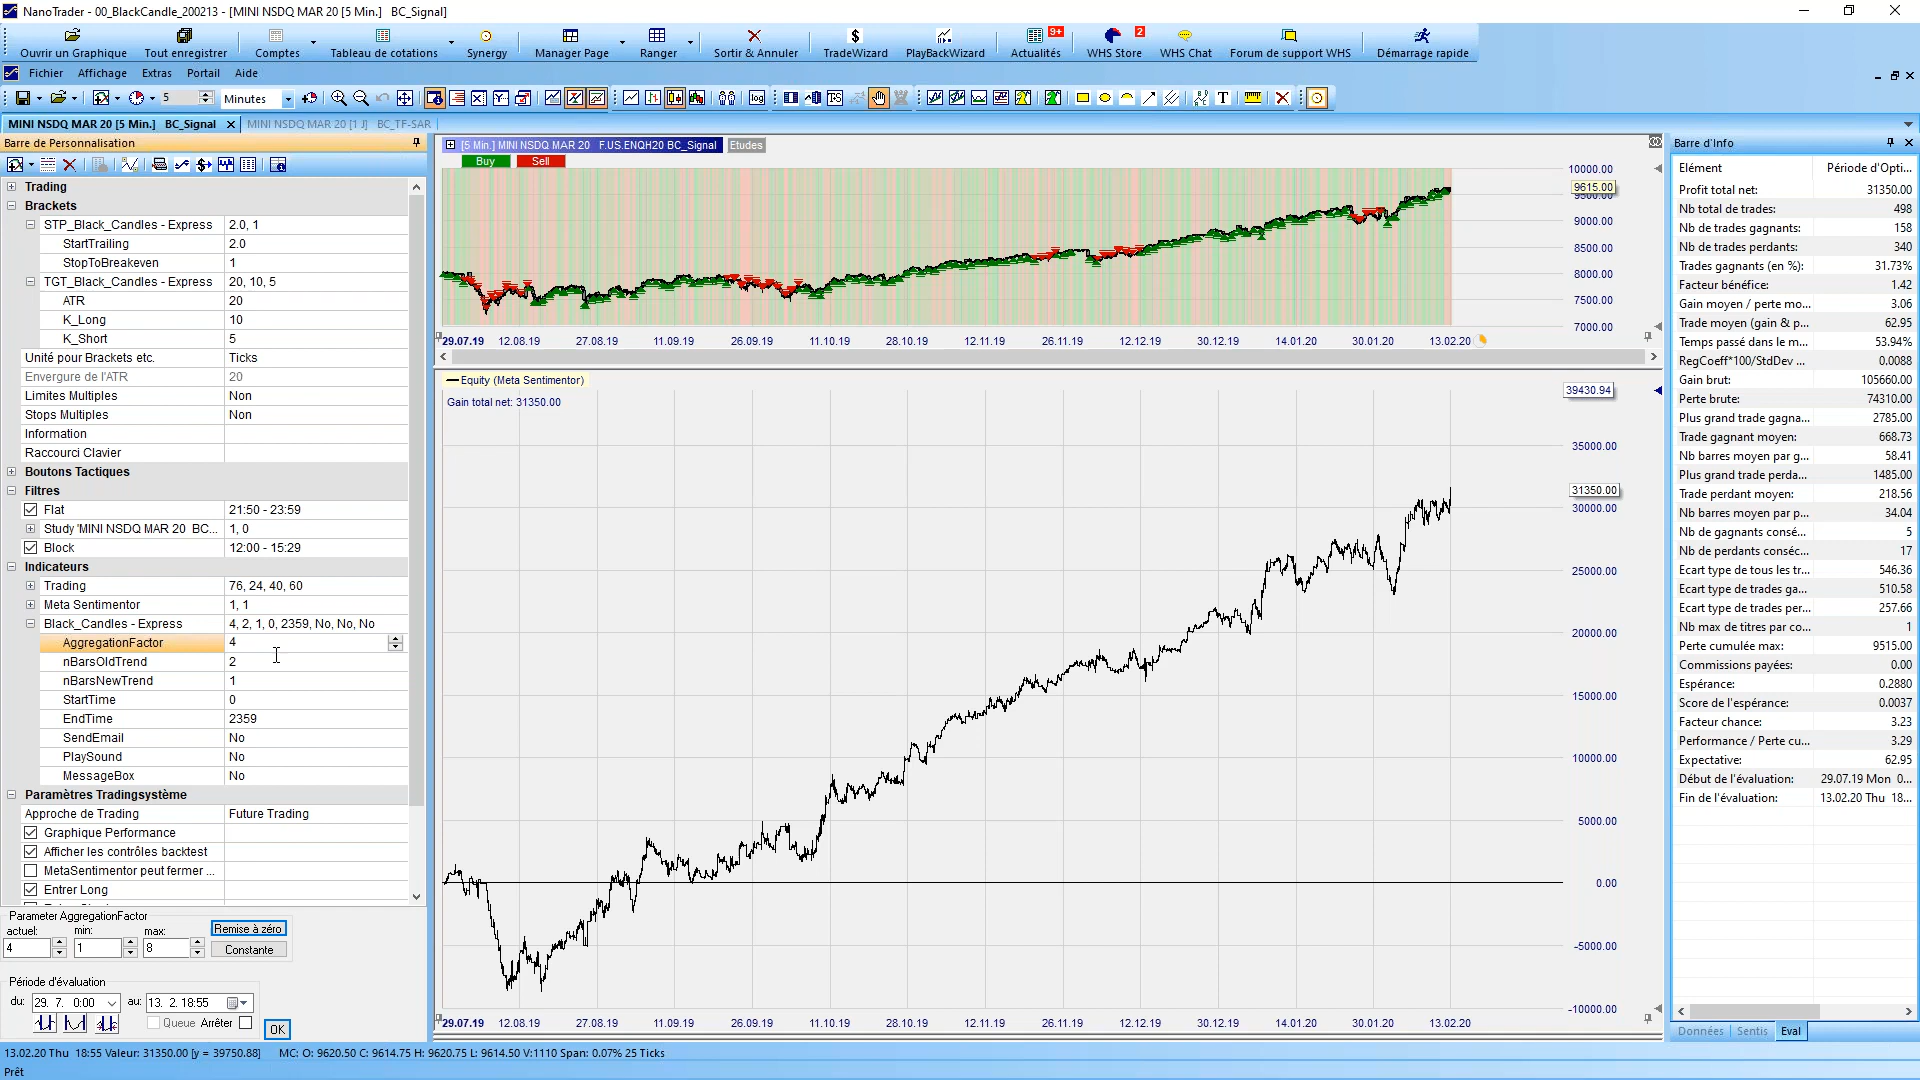 NanoTrader - 00_BlackCandle_200213 - [MINI NSDQ MAR 20 [5 Min.]   BC_Signal]
Ouvrir un Graphique
Tout enregistrer
Comptes
Tableau de cotations
Synergy
Manager Page
Ranger
Sortir & Annuler
TradeWizard
PlayBackWizard
9+
Actualités
2
WHS Store
WHS Chat
Forum de support WHS
Démarrage rapide
Fichier
Affichage
Extras
Portail
Aide
5
Minutes
MINI NSDQ MAR 20 [5 Min.]   BC_Signal
MINI NSDQ MAR 20 [1 J]   BC_TF-SAR
Barre de Personnalisation
Trading
Brackets
STP_Black_Candles - Express 2.0, 1
StartTrailing 2.0
StopToBreakeven 1
TGT_Black_Candles - Express 20, 10, 5
ATR 20
K_Long 10
K_Short 5
Unité pour Brackets etc. Ticks
Envergure de l'ATR 20
Limites Multiples Non
Stops Multiples Non
Information
Raccourci Clavier
Boutons Tactiques
Filtres
Flat 21:50 - 23:59
Study 'MINI NSDQ MAR 20  BC... 1, 0
Block 12:00 - 15:29
Indicateurs
Trading 76, 24, 40, 60
Meta Sentimentor 1, 1
Black_Candles - Express 4, 2, 1, 0, 2359, No, No, No
AggregationFactor 4
nBarsOldTrend 2
nBarsNewTrend 1
StartTime 0
EndTime 2359
SendEmail No
PlaySound No
MessageBox No
Paramètres Tradingsystème
Approche de Trading Future Trading
Graphique Performance
Afficher les contrôles backtest
MetaSentimentor peut fermer ...
Entrer Long
Parameter AggregationFactor
actuel: min: max:
4 1 8
Remise à zéro
Constante
Période d'évaluation
du: 29. 7.  0:00 au: 13. 2. 18:55
Queue Arrêter
OK
[5 Min.] MINI NSDQ MAR 20   F.US.ENQH20 BC_Signal Etudes
Buy Sell
10000.00
9615.00
9500.00
9000.00
8500.00
8000.00
7500.00
7000.00
29.07.19 12.08.19 27.08.19 11.09.19 26.09.19 11.10.19 28.10.19 12.11.19 26.11.19 12.12.19 30.12.19 14.01.20 30.01.20 13.02.20
Equity (Meta Sentimentor)
Gain total net: 31350.00
39430.94
35000.00
31350.00
30000.00
25000.00
20000.00
15000.00
10000.00
5000.00
0.00
-5000.00
-10000.00
29.07.19 12.08.19 27.08.19 11.09.19 26.09.19 11.10.19 28.10.19 12.11.19 26.11.19 12.12.19 30.12.19 14.01.20 30.01.20 13.02.20
Barre d'Info
Elément Période d'Opti...
Profit total net: 31350.00
Nb total de trades: 498
Nb de trades gagnants: 158
Nb de trades perdants: 340
Trades gagnants (en %): 31.73%
Facteur bénéfice: 1.42
Gain moyen / perte mo... 3.06
Trade moyen (gain & p... 62.95
Temps passé dans le m... 53.94%
RegCoeff*100/StdDev ... 0.0088
Gain brut: 105660.00
Perte brute: 74310.00
Plus grand trade gagna... 2785.00
Trade gagnant moyen: 668.73
Nb barres moyen par g... 58.41
Plus grand trade perda... 1485.00
Trade perdant moyen: 218.56
Nb barres moyen par p... 34.04
Nb de gagnants consé... 5
Nb de perdants conséc... 17
Ecart type de tous les tr... 546.36
Ecart type de trades ga... 510.58
Ecart type de trades per... 257.66
Nb max de titres par co... 1
Perte cumulée max: 9515.00
Commissions payées: 0.00
Espérance: 0.2880
Score de l'espérance: 0.0037
Facteur chance: 3.23
Performance / Perte cu... 3.29
Expectative: 62.95
Début de l'évaluation: 29.07.19 Mon  0...
Fin de l'évaluation: 13.02.20 Thu  18...
Données Sentis Eval
13.02.20 Thu  18:55 Valeur: 31350.00 [y = 39750.88]   MC: O: 9620.50 C: 9614.75 H: 9620.75 L: 9614.50 V:1110 Span: 0.07% 25 Ticks
Prêt